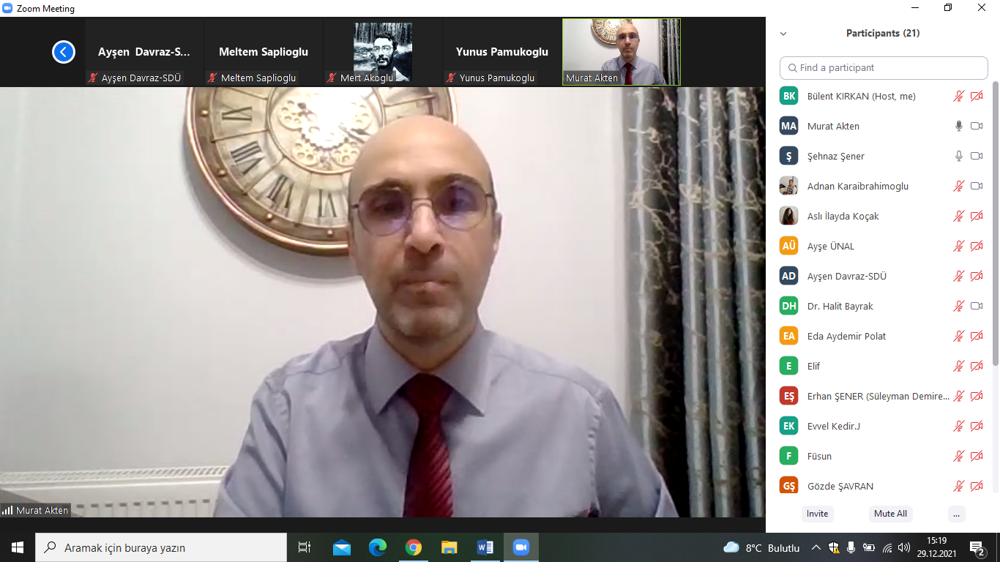 Zoom Meeting
Ayşen Davraz-S...
Meltem Saplioglu
Yunus Pamukoglu
Ayşen Davraz-SDÜ
Meltem Saplioglu
Mert Akoglu
Yunus Pamukoglu
Murat Akten
Murat Akten
Participants (21)
Find a participant
BK Bülent KIRKAN (Host, me)
MA Murat Akten
Ş Şehnaz Şener
Adnan Karaibrahimoglu
Aslı İlayda Koçak
AÜ Ayşe ÜNAL
AD Ayşen Davraz-SDÜ
DH Dr. Halit Bayrak
EA Eda Aydemir Polat
E Elif
EŞ Erhan ŞENER (Süleyman Demire...
EK Evvel Kedir.J
F Füsun
GŞ Gözde ŞAVRAN
Invite
Mute All
...
Aramak için buraya yazın
8°C Bulutlu
15:19
29.12.2021
2